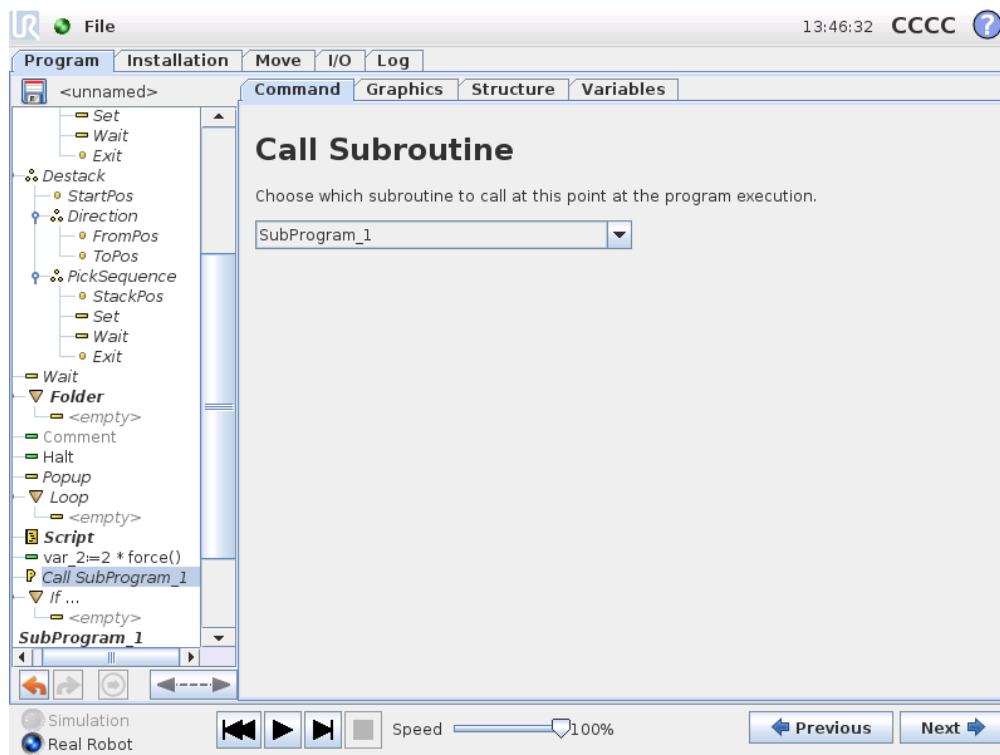 UR File 13:46:32 CCCC ?
Program Installation Move I/O Log
<unnamed> Command Graphics Structure Variables
Set
Wait
Exit
Destack
StartPos
Direction
FromPos
ToPos
PickSequence
StackPos
Set
Wait
Exit
Wait
Folder
<empty>
Comment
Halt
Popup
Loop
<empty>
Script
var_2:=2 * force()
P Call SubProgram_1
If ...
<empty>
SubProgram_1
Call Subroutine
Choose which subroutine to call at this point at the program execution.
SubProgram_1
Simulation
Real Robot
Speed 100%
Previous Next